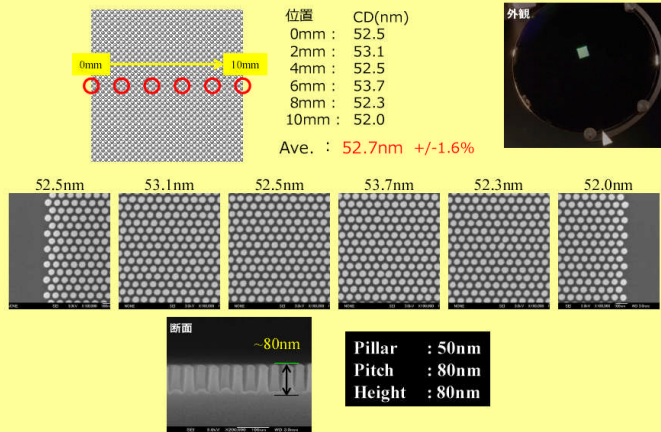 位置 CD(nm)
0mm : 52.5
2mm : 53.1
4mm : 52.5
6mm : 53.7
8mm : 52.3
10mm : 52.0
Ave. : 52.7nm +/-1.6%
0mm
10mm
外観
52.5nm
53.1nm
52.5nm
53.7nm
52.3nm
52.0nm
断面
~80nm
Pillar : 50nm
Pitch : 80nm
Height : 80nm